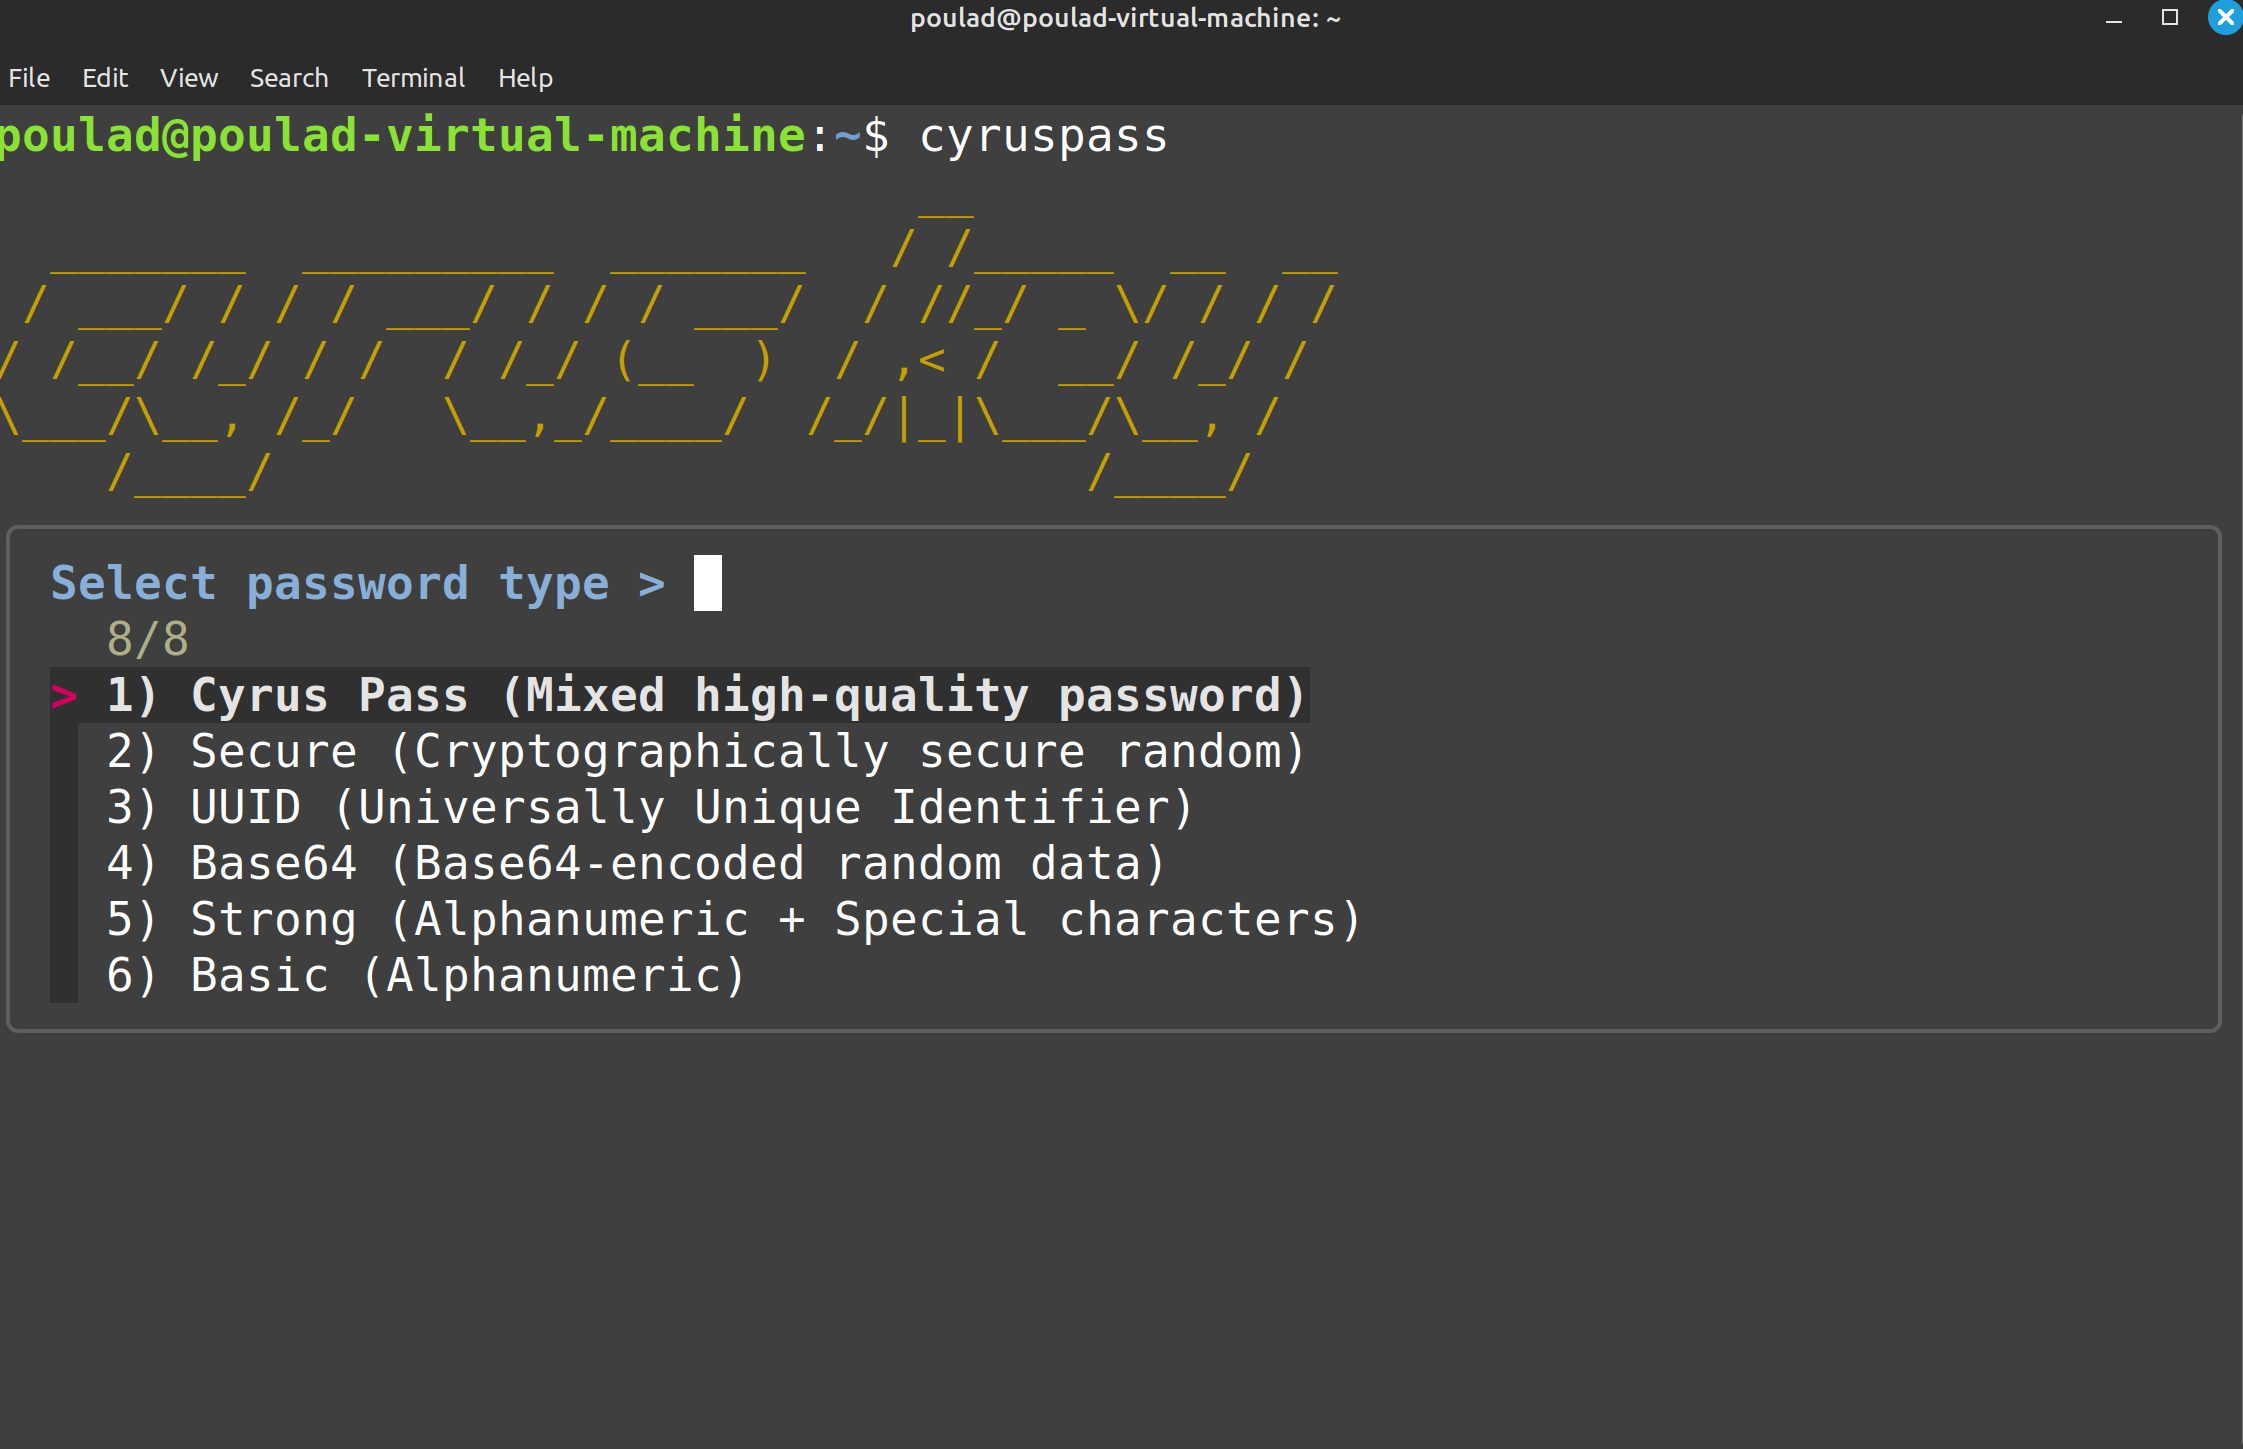 poulad@poulad-virtual-machine: ~
File Edit View Search Terminal Help
poulad@poulad-virtual-machine:~$ cyruspass
cyrus key
Select password type >
8/8
> 1) Cyrus Pass (Mixed high-quality password)
2) Secure (Cryptographically secure random)
3) UUID (Universally Unique Identifier)
4) Base64 (Base64-encoded random data)
5) Strong (Alphanumeric + Special characters)
6) Basic (Alphanumeric)